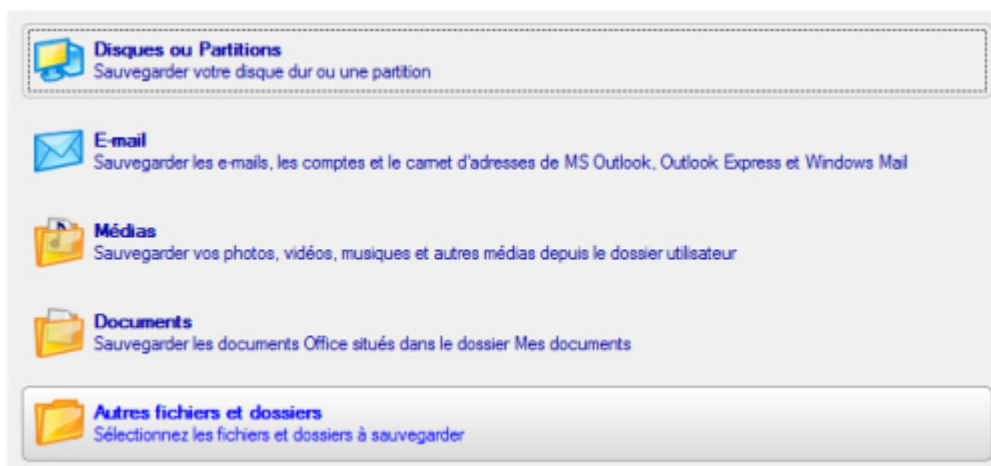 Disques ou Partitions
Sauvegarder votre disque dur ou une partition
E-mail
Sauvegarder les e-mails, les comptes et le carnet d'adresses de MS Outlook, Outlook Express et Windows Mail
Médias
Sauvegarder vos photos, vidéos, musiques et autres médias depuis le dossier utilisateur
Documents
Sauvegarder les documents Office situés dans le dossier Mes documents
Autres fichiers et dossiers
Sélectionnez les fichiers et dossiers à sauvegarder